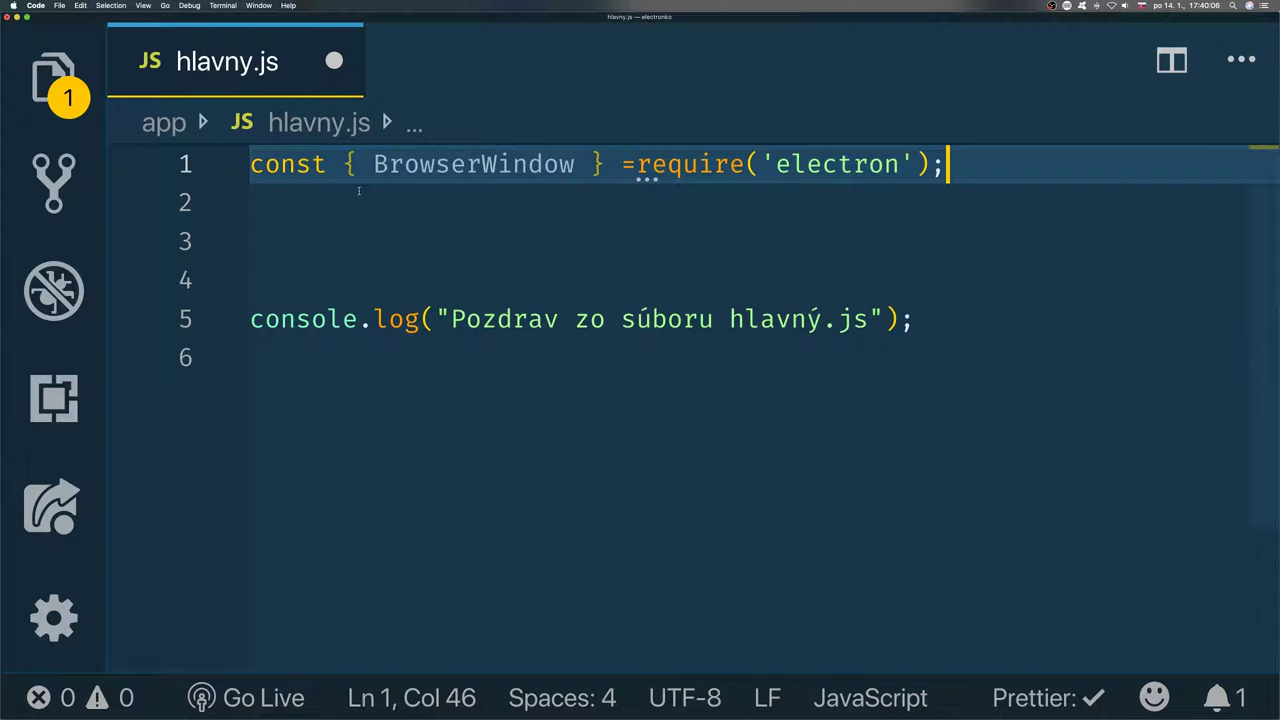 Code File Edit Selection View Go Debug Terminal Window Help po 14. 1., 17:40:06
hlavny.js — electronko
JS hlavny.js
1
app JS hlavny.js ...
1 const { BrowserWindow } =require('electron');
2
3
4
5 console.log("Pozdrav zo súboru hlavný.js");
6
0 0 Go Live Ln 1, Col 46 Spaces: 4 UTF-8 LF JavaScript Prettier: ✓ 1